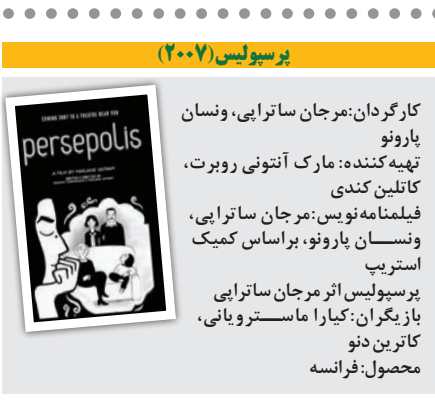 پرسپولیس(۲۰۰۷)
کارگردان:مرجان ساتراپی، ونسان
پارونو
تهیه‌کننده: مارک آنتونی روبرت،
کاتلین کندی
فیلمنامه‌نویس:مرجان ساتراپی،
ونسان پارونو، براساس کمیک
استریپ
پرسپولیس اثر مرجان ساتراپی
بازیگران:کیارا ماسترویانی،
کاترین دنو
محصول:فرانسه
COMING SOON TO A THEATRE NEAR YOU
persepolis
A FILM BY MARJANE SATRAPI